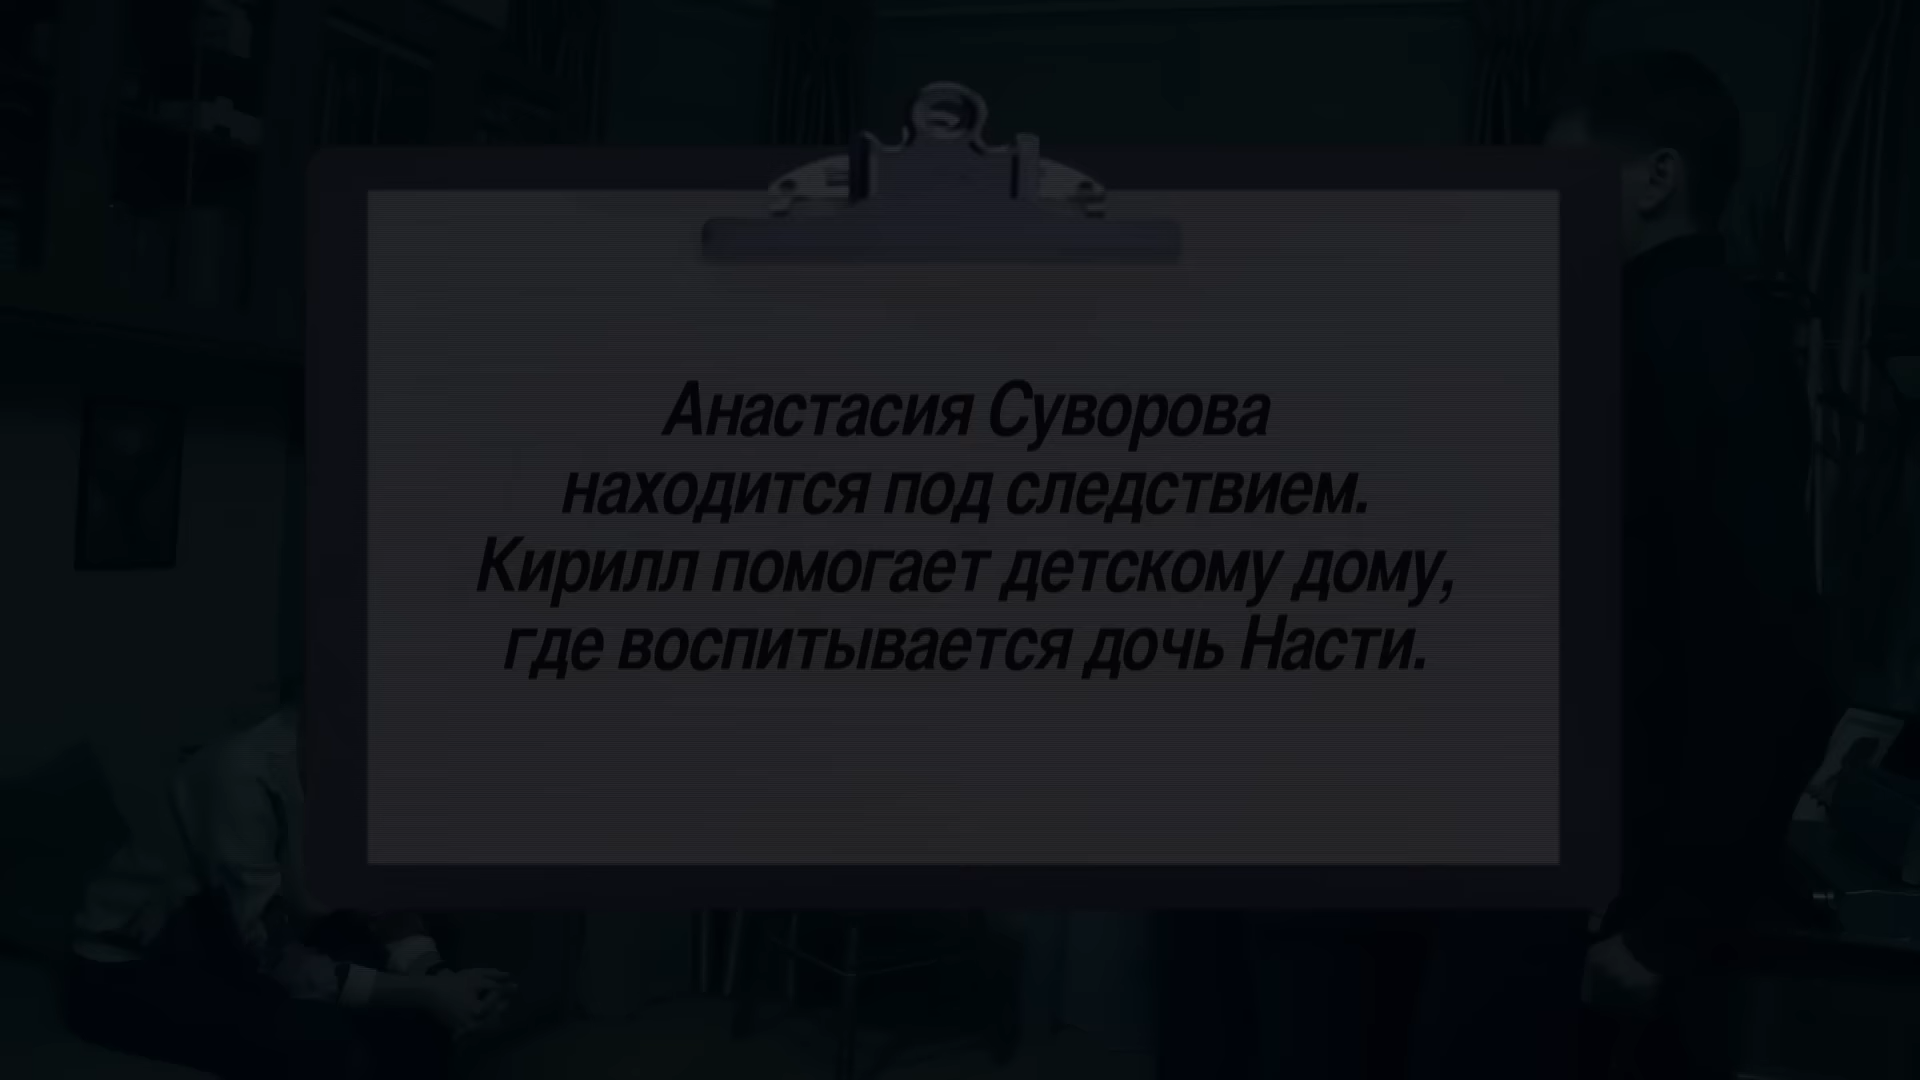 Анастасия Суворова
находится под следствием.
Кирилл помогает детскому дому,
где воспитывается дочь Насти.